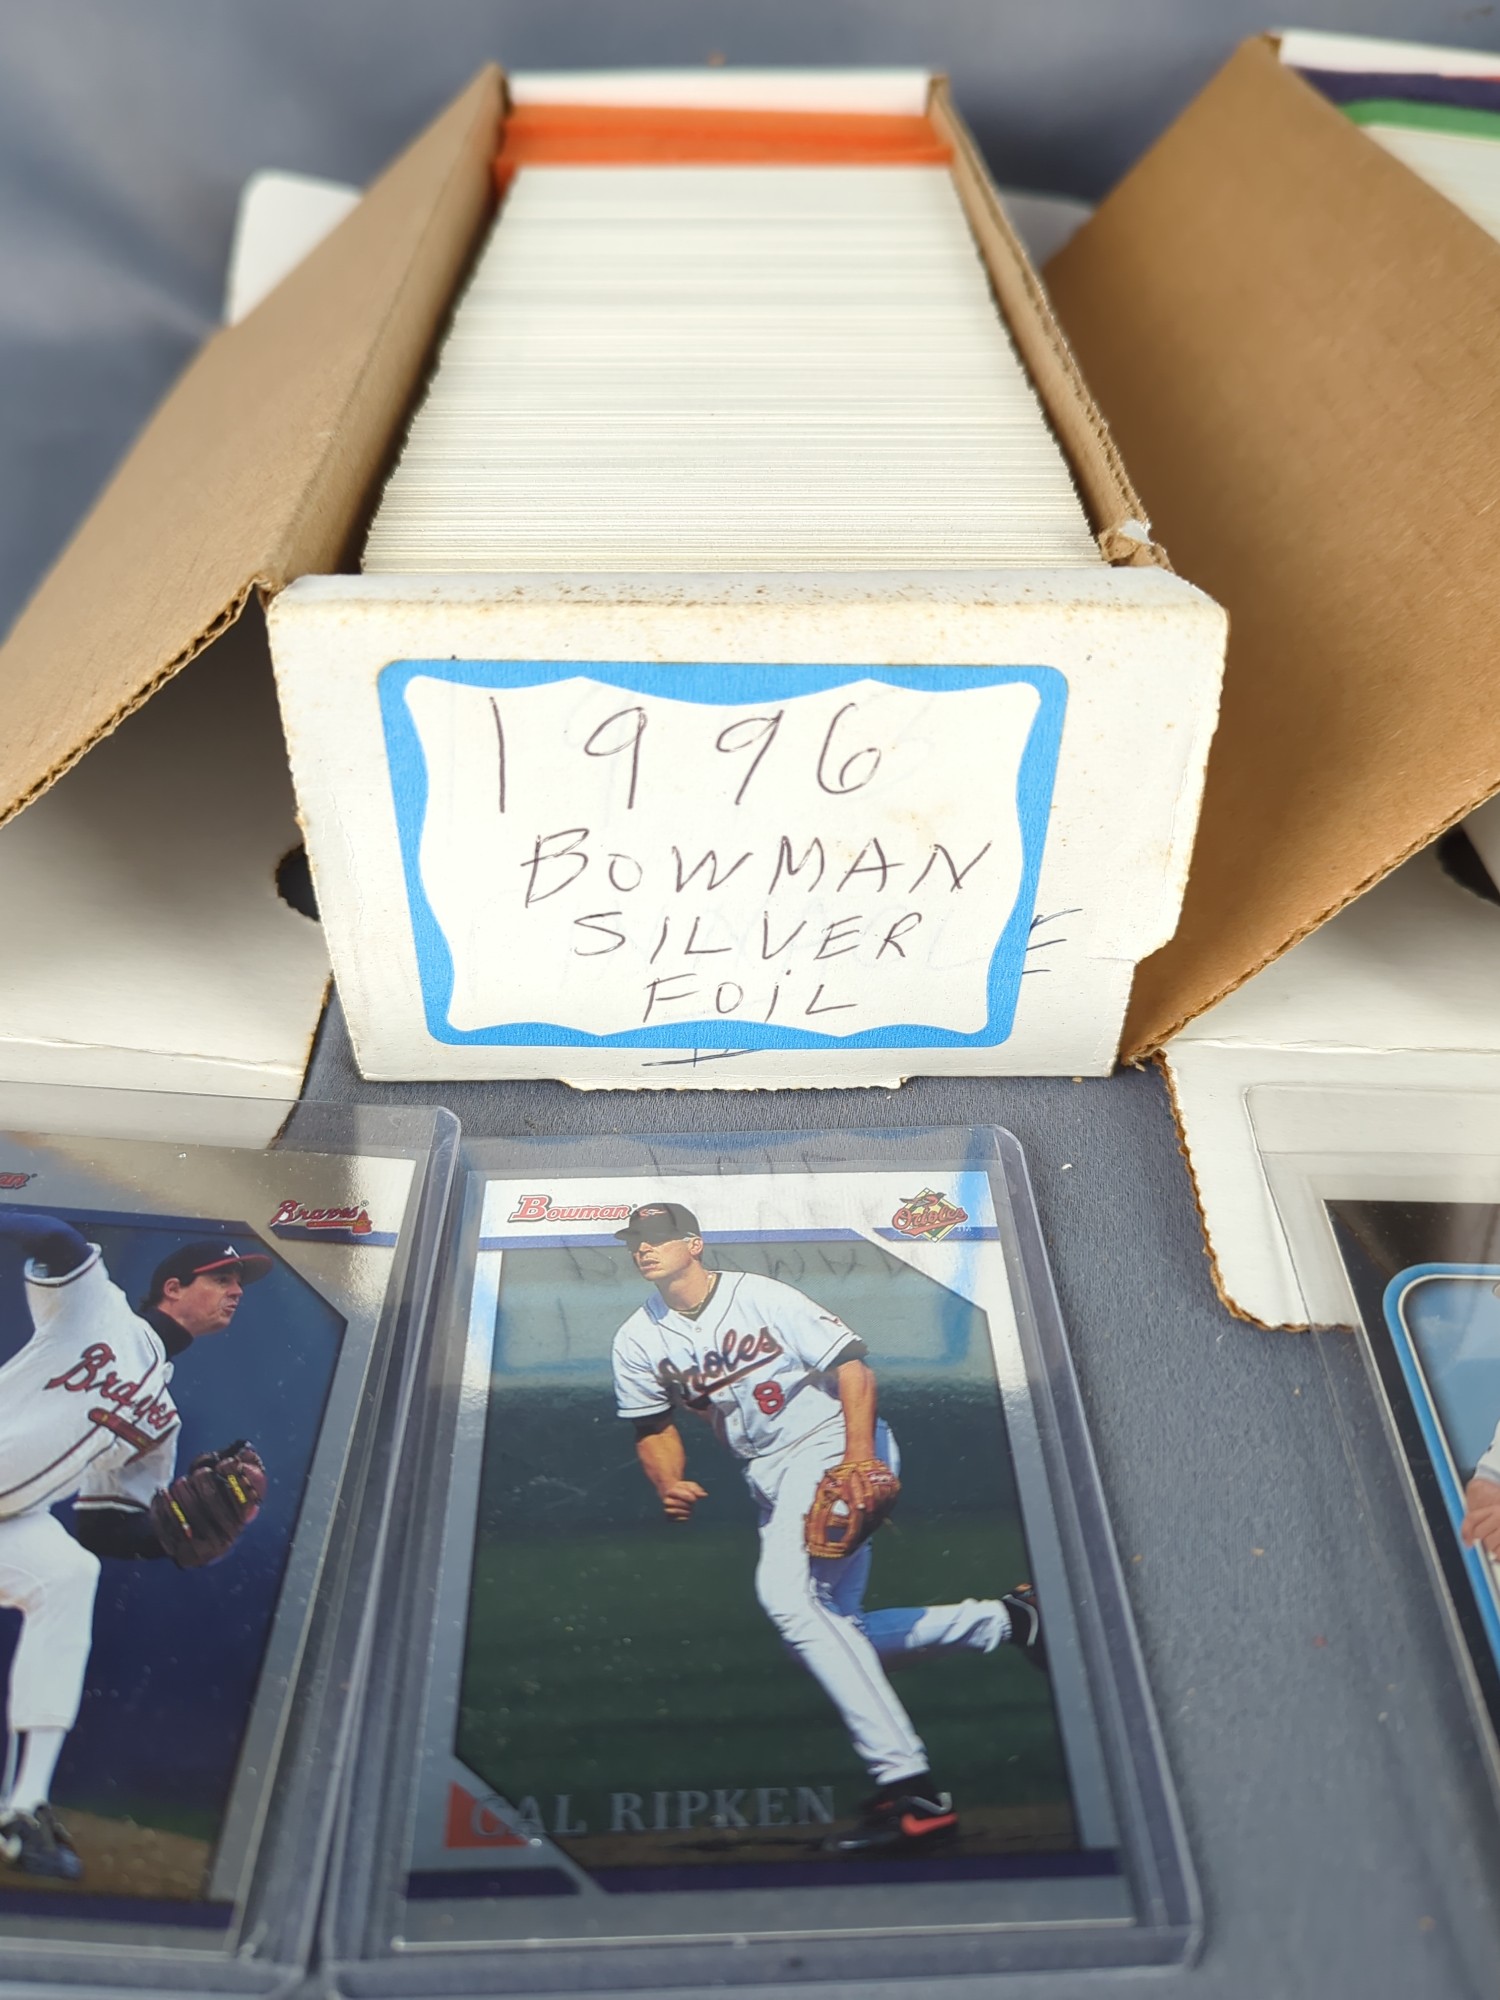 1996
BOWMAN
SILVER
FOIL
Braves
Braves
Bowman
Orioles
Orioles
8
CAL RIPKEN